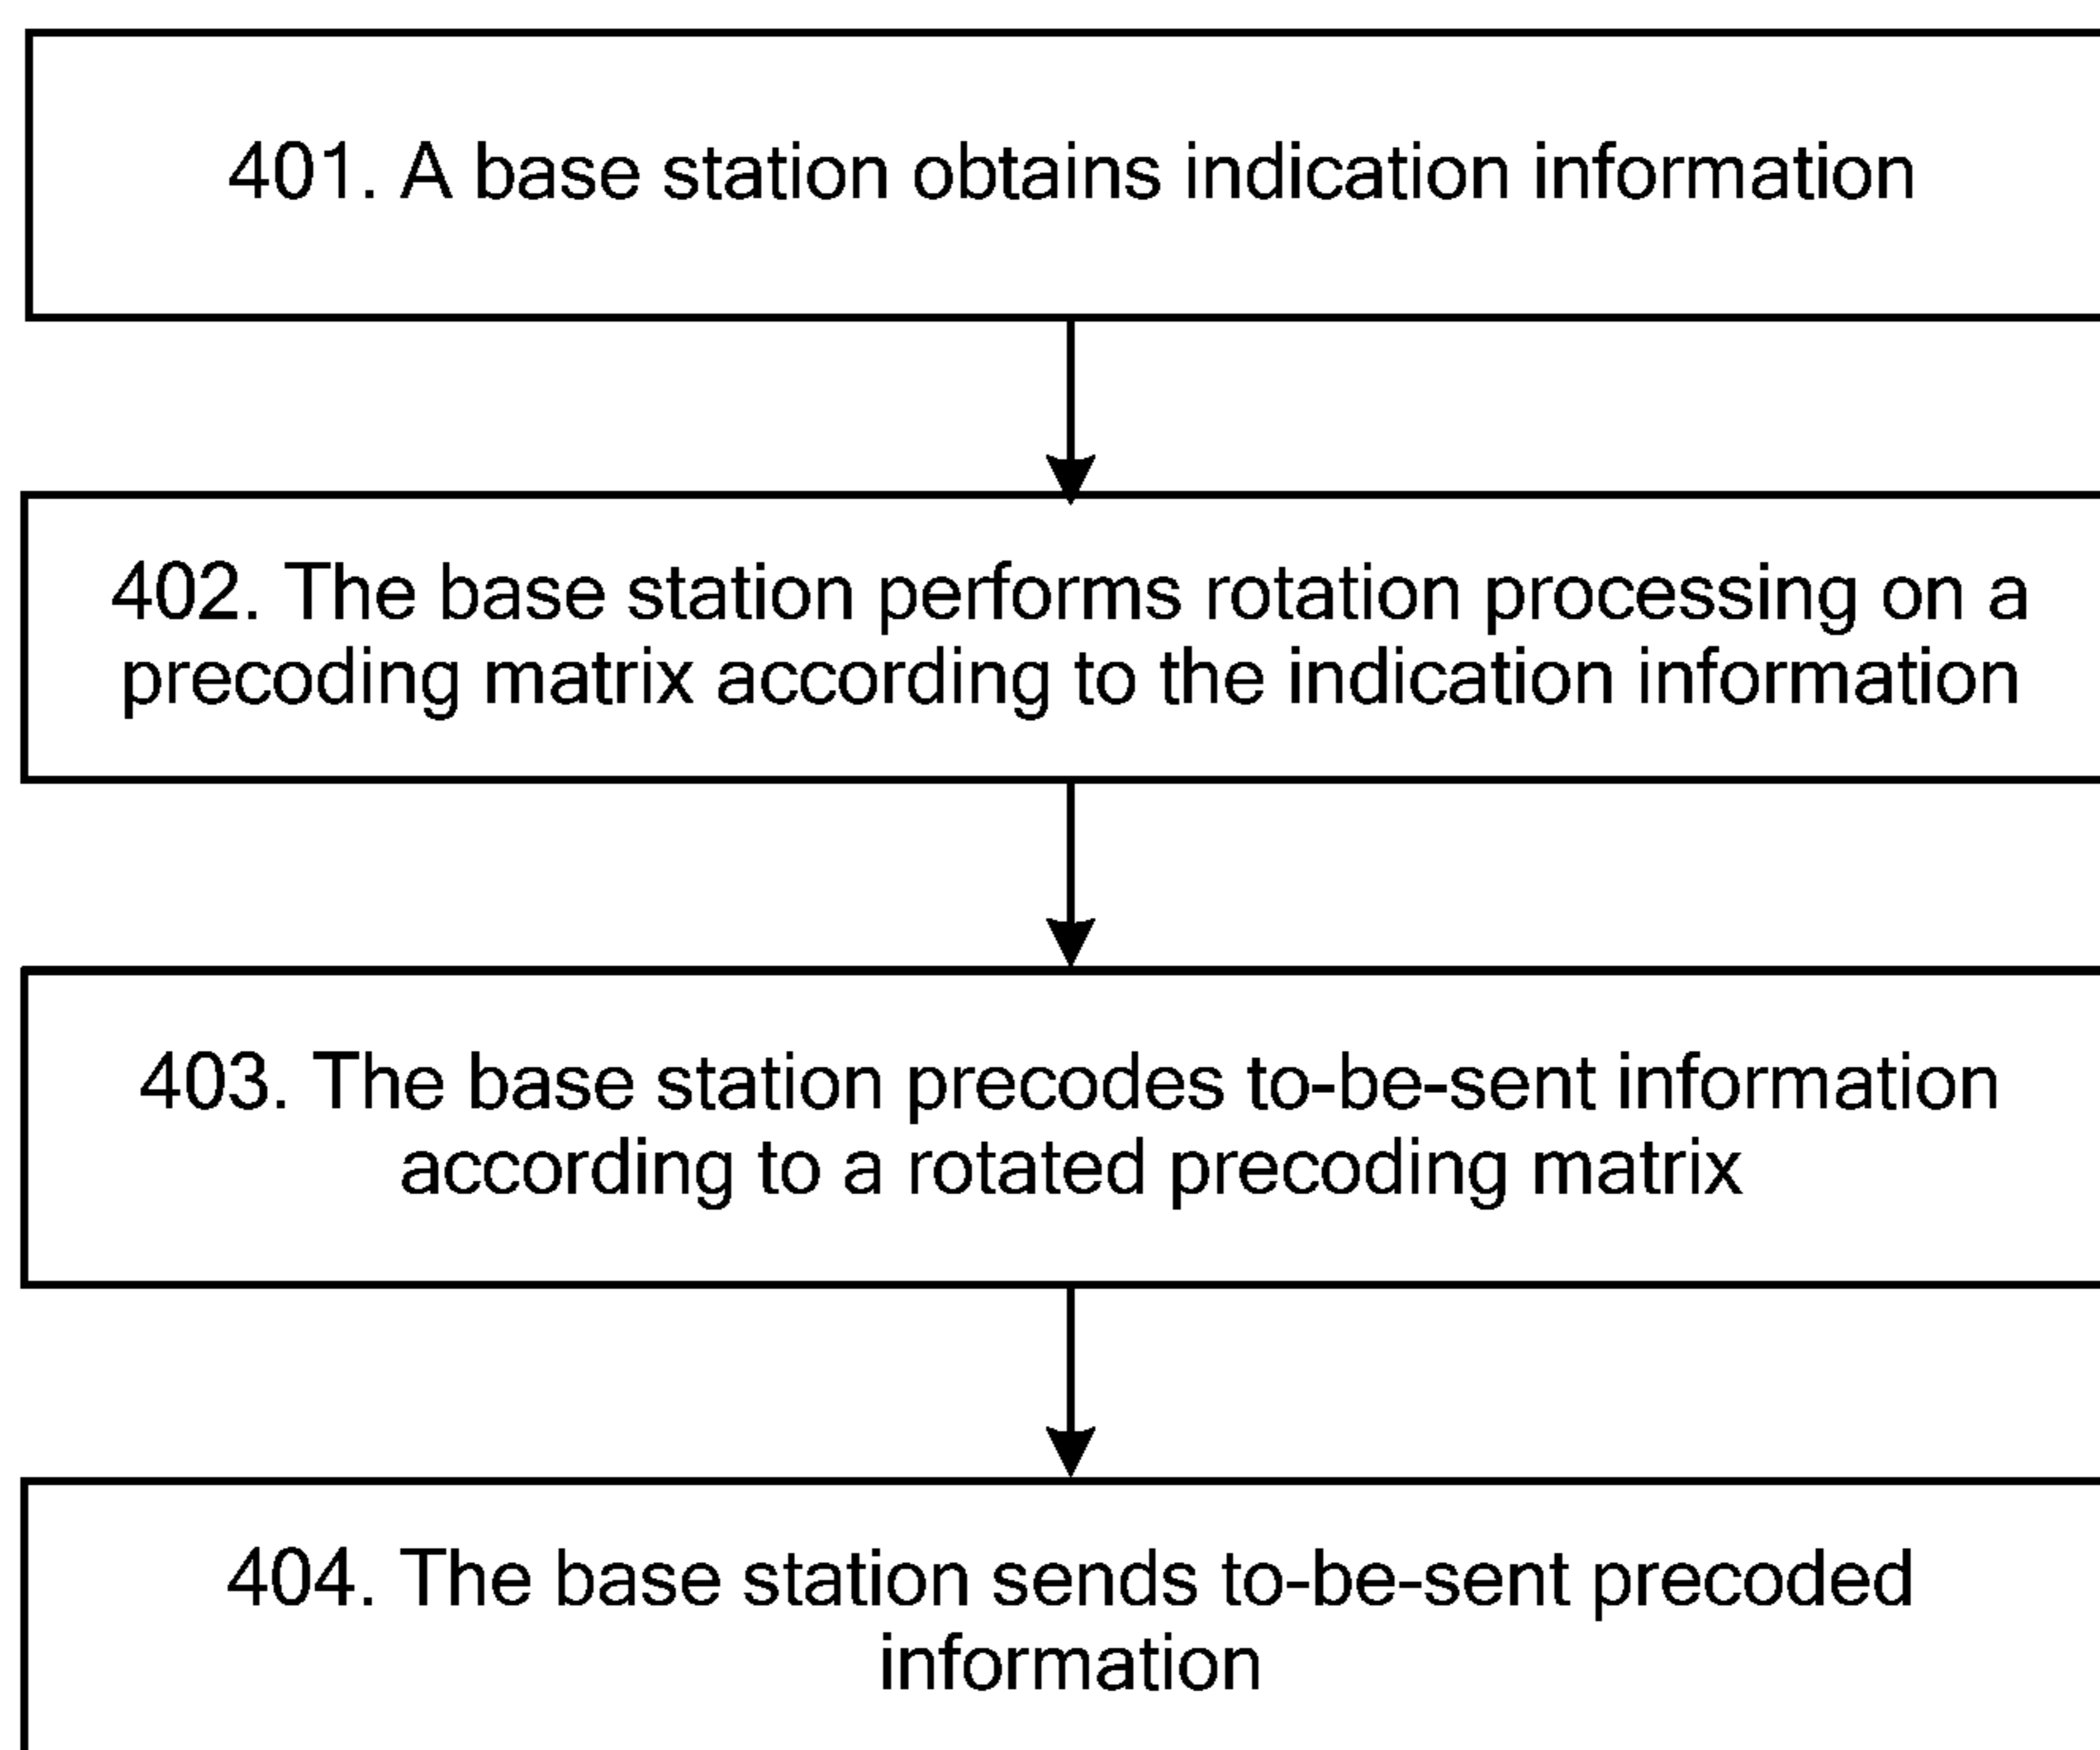 401. A base station obtains indication information
402. The base station performs rotation processing on a
precoding matrix according to the indication information
403. The base station precodes to-be-sent information
according to a rotated precoding matrix
404. The base station sends to-be-sent precoded
information